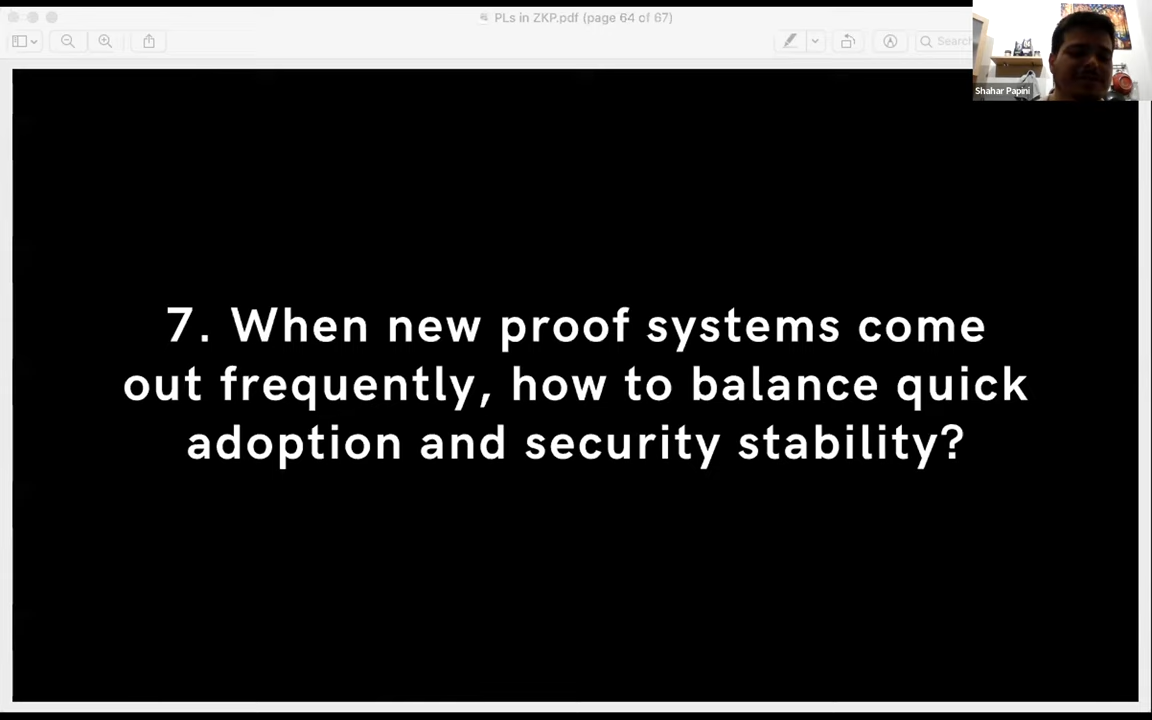 PLs in ZKP.pdf (page 64 of 67)
Search
Shahar Papini
7. When new proof systems come
out frequently, how to balance quick
adoption and security stability?